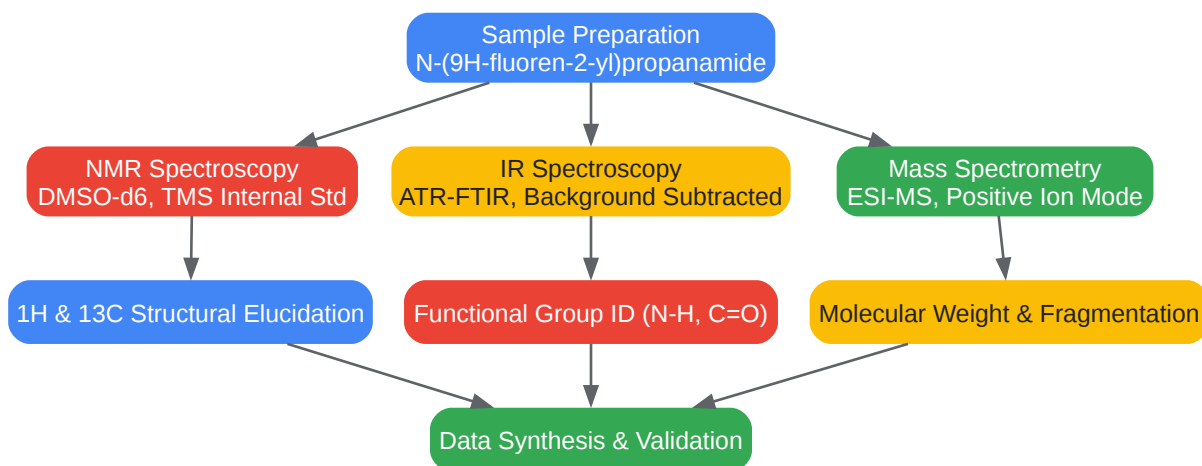 Sample Preparation
N-(9H-fluoren-2-yl)propanamide
NMR Spectroscopy
DMSO-d6, TMS Internal Std
IR Spectroscopy
ATR-FTIR, Background Subtracted
Mass Spectrometry
ESI-MS, Positive Ion Mode
1H & 13C Structural Elucidation
Functional Group ID (N-H, C=O)
Molecular Weight & Fragmentation
Data Synthesis & Validation